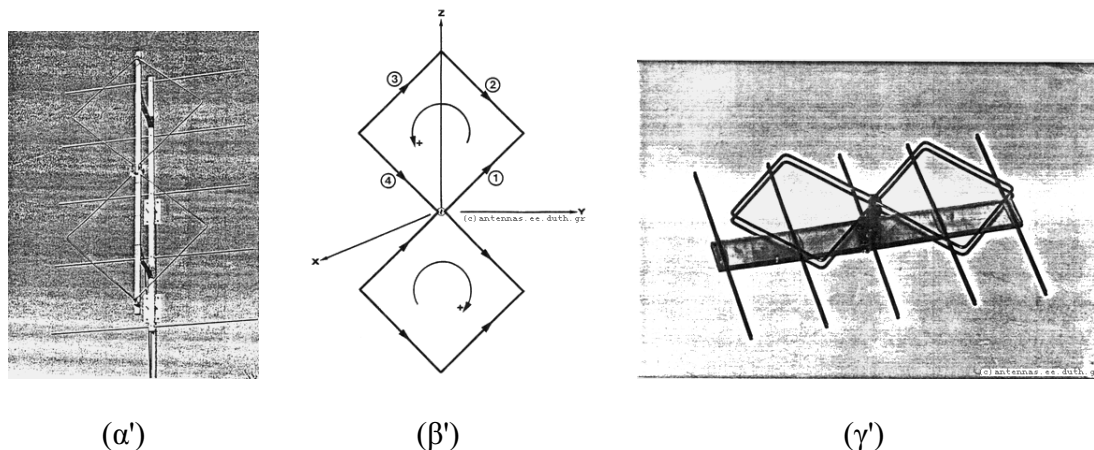 Z
③
②
+
④
①
Y
(c)antennas.ee.duth.gr
X
+
(c)antennas.ee.duth.gr
(α') (β') (γ')